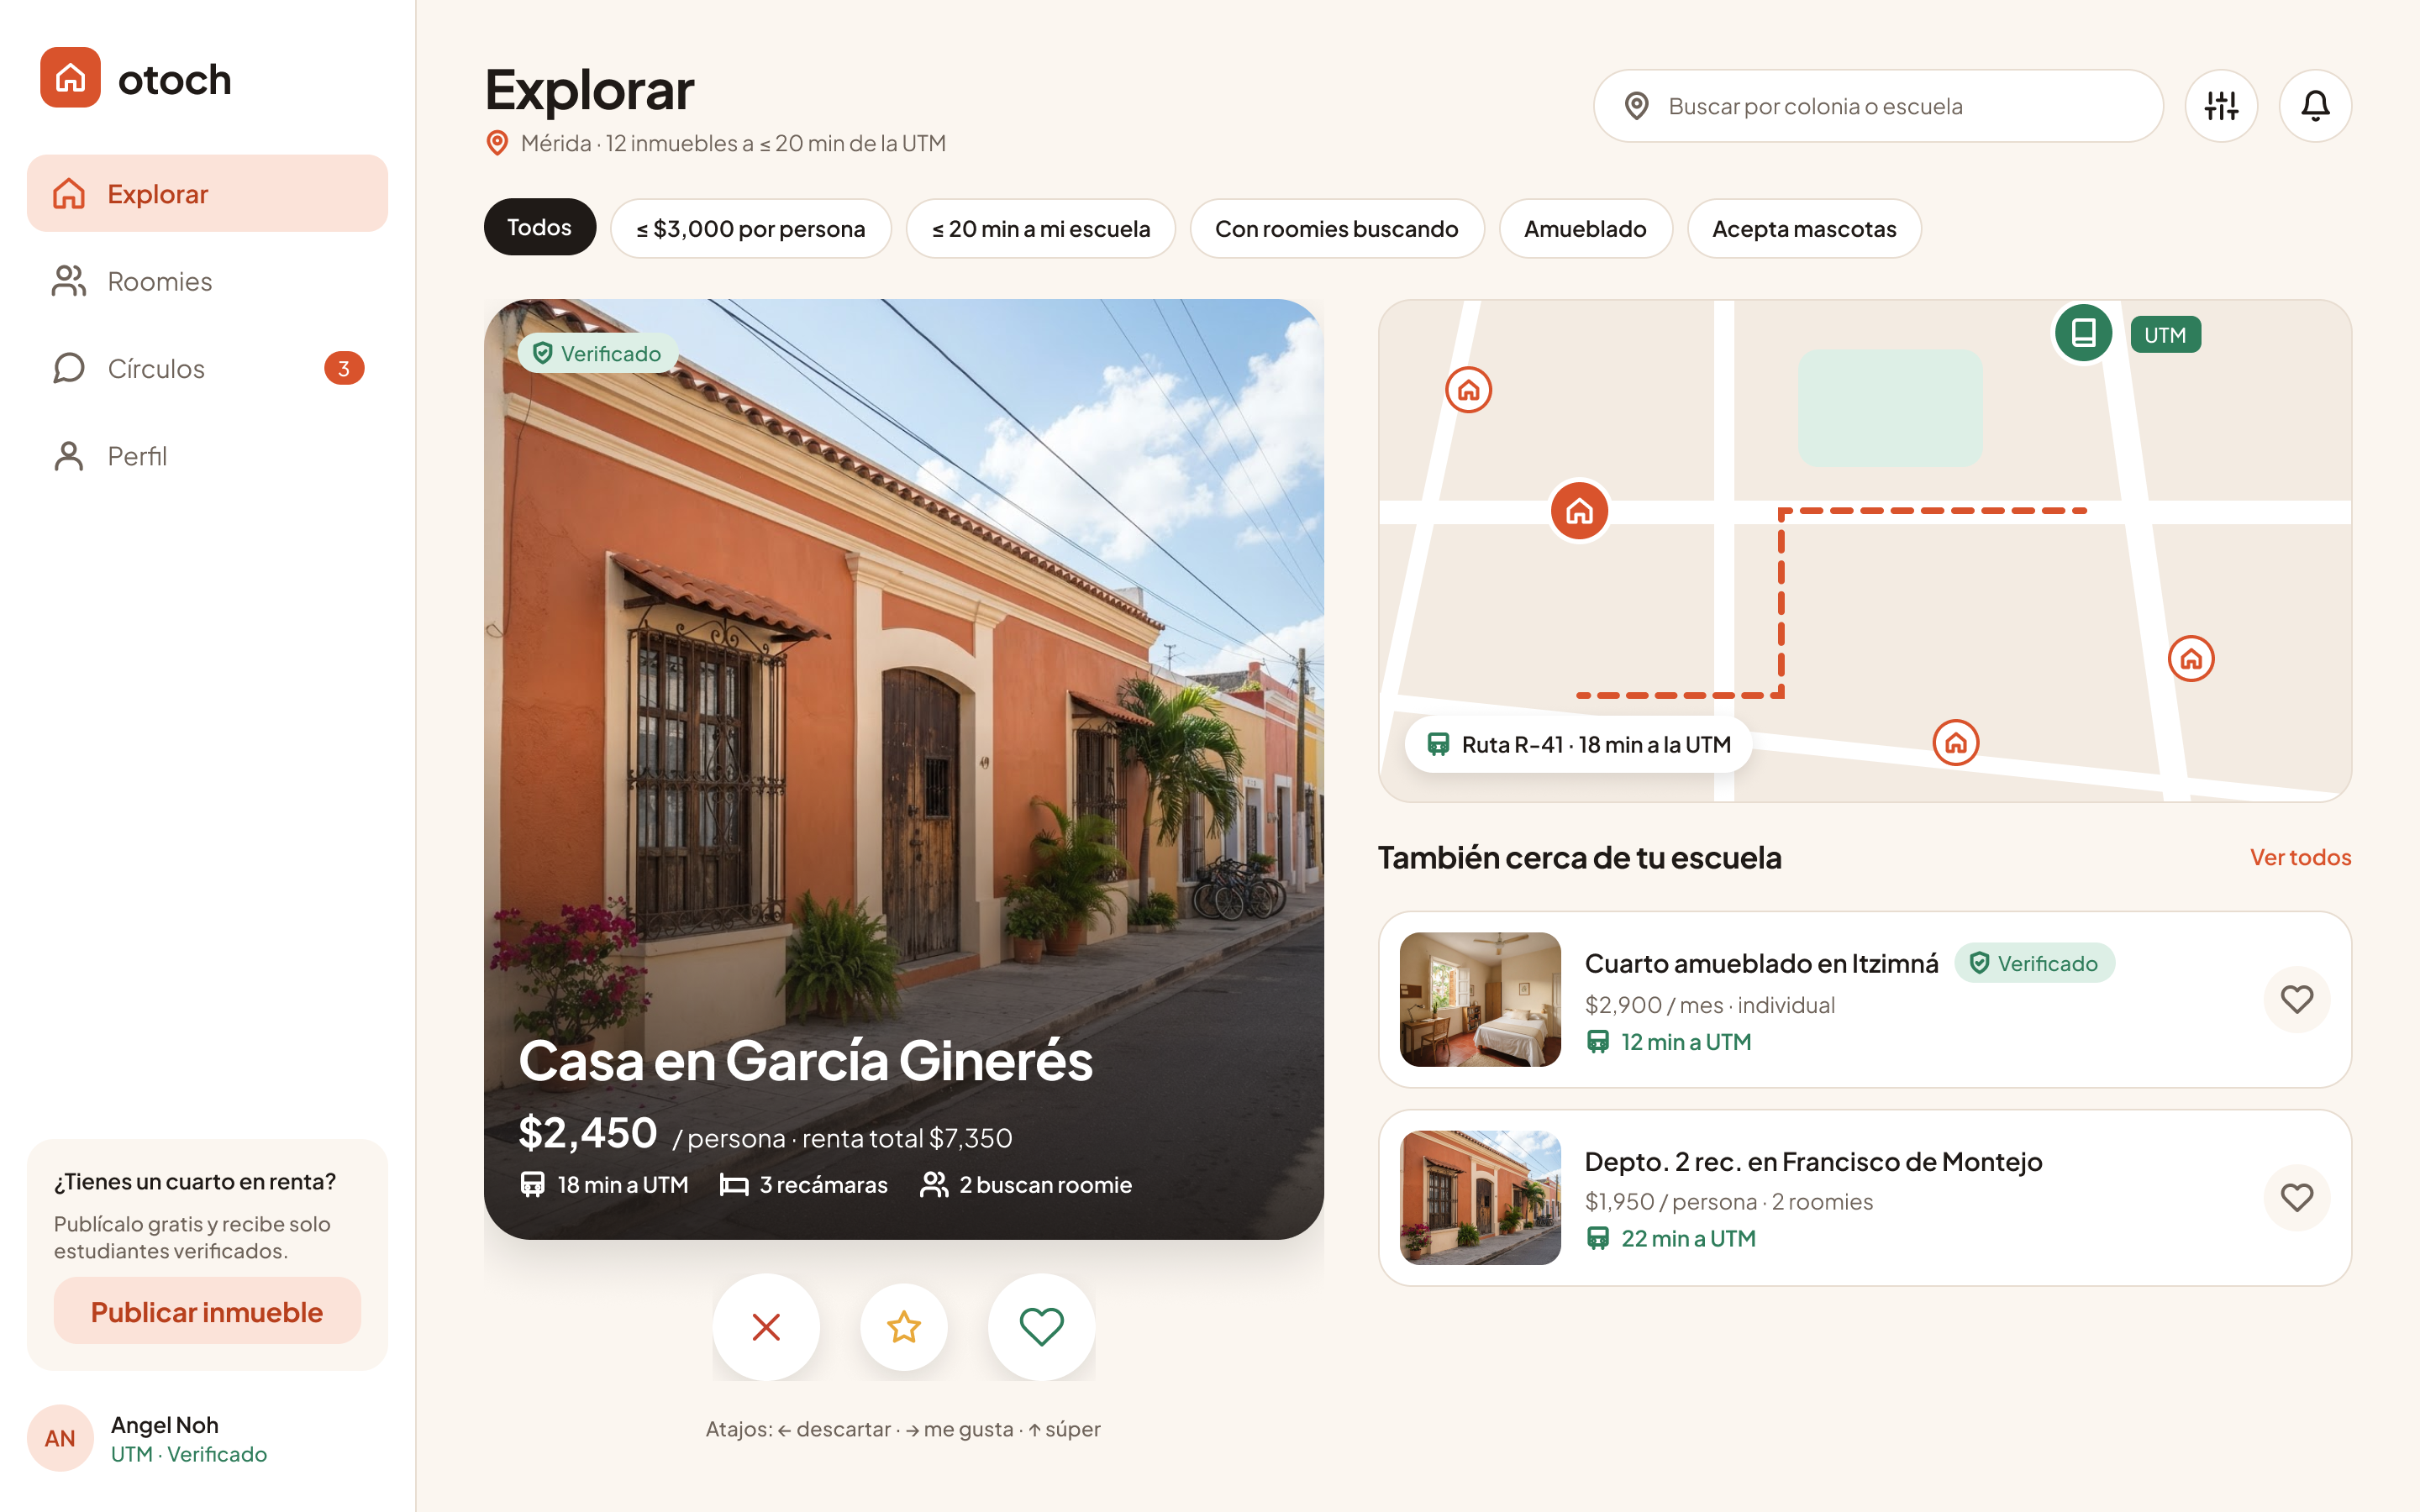 otoch
Explorar
Roomies
Círculos 3
Perfil
¿Tienes un cuarto en renta?
Publícalo gratis y recibe solo
estudiantes verificados.
Publicar inmueble
AN
Angel Noh
UTM · Verificado
Explorar
Mérida · 12 inmuebles a ≤ 20 min de la UTM
Buscar por colonia o escuela
Todos
≤ $3,000 por persona
≤ 20 min a mi escuela
Con roomies buscando
Amueblado
Acepta mascotas
Verificado
Casa en García Ginerés
$2,450 / persona · renta total $7,350
18 min a UTM
3 recámaras
2 buscan roomie
Atajos: ← descartar · → me gusta · ↑ súper
UTM
Ruta R-41 · 18 min a la UTM
También cerca de tu escuela
Ver todos
Cuarto amueblado en Itzimná
Verificado
$2,900 / mes · individual
12 min a UTM
Depto. 2 rec. en Francisco de Montejo
$1,950 / persona · 2 roomies
22 min a UTM